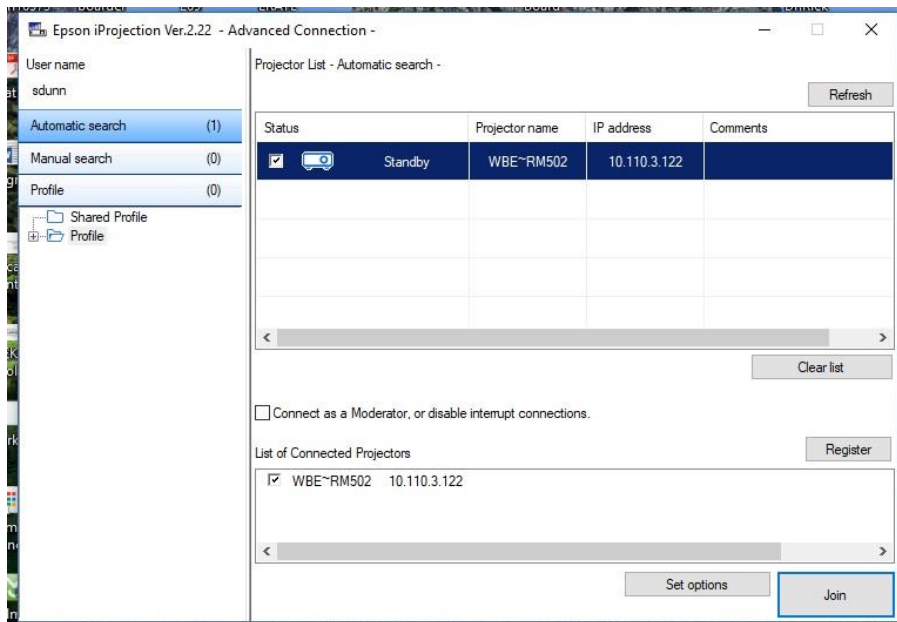 Epson iProjection Ver.2.22 - Advanced Connection -
User name
sdunn
Automatic search (1)
Manual search (0)
Profile (0)
Shared Profile
Profile
Projector List - Automatic search -
Refresh
Status Projector name IP address Comments
Standby WBE~RM502 10.110.3.122
Clear list
Connect as a Moderator, or disable interrupt connections.
List of Connected Projectors
Register
WBE~RM502 10.110.3.122
Set options
Join